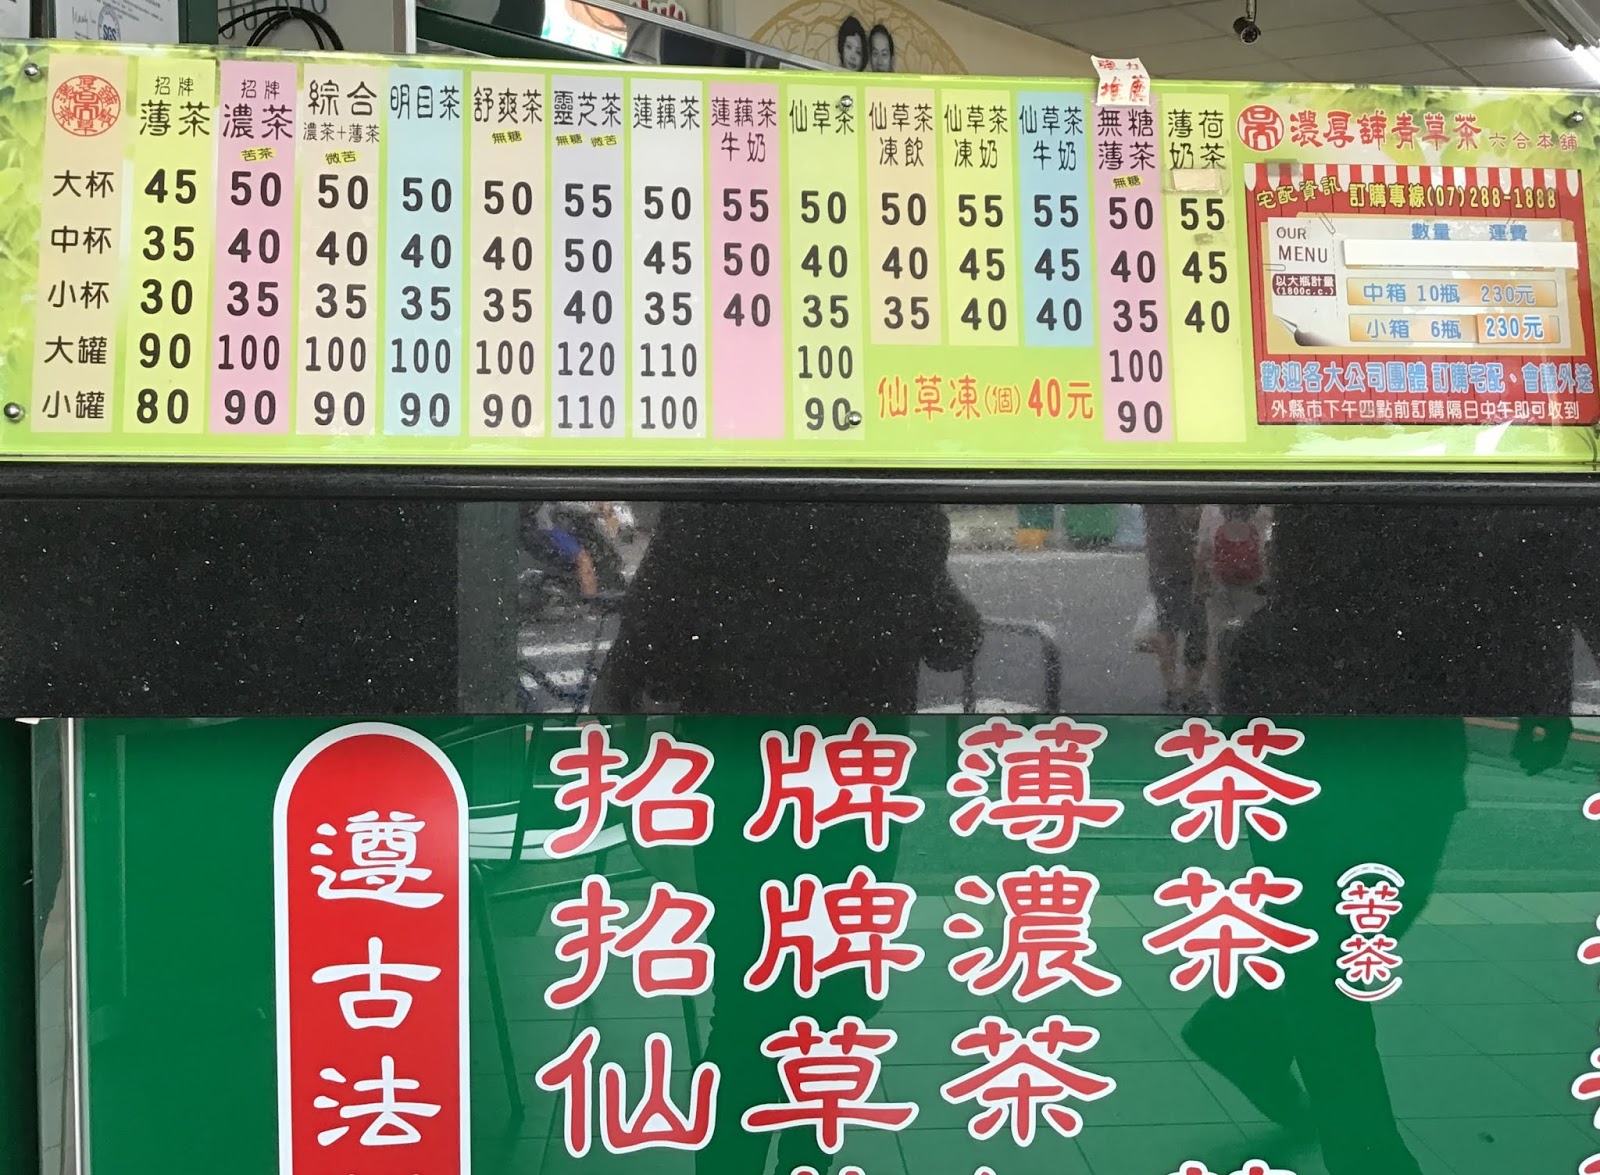 招牌 薄茶
招牌 濃茶 苦茶
綜合 濃茶+薄茶 微苦
明目茶
舒爽茶 無糖
靈芝茶 無糖 微苦
蓮藕茶
蓮藕茶 牛奶
仙草茶
仙草茶 凍飲
仙草茶 凍奶
仙草茶 牛奶
推薦
無糖 薄茶 無糖
薄荷 奶茶
大杯 45 50 50 50 50 55 50 55 50 50 55 55 50 55
中杯 35 40 40 40 40 50 45 50 40 40 45 45 40 45
小杯 30 35 35 35 35 40 35 40 35 35 40 40 35 40
大罐 90 100 100 100 100 120 110 100 100
小罐 80 90 90 90 90 110 100 90 90
仙草凍(個)40元
濃厚舖青草茶 六合本舖
宅配資訊 訂購專線(07)288-1888
OUR MENU
數量 運費
以大瓶計量
(1800c.c.)
中箱 10瓶 230元
小箱 6瓶 230元
歡迎各大公司團體 訂購宅配、會議外送
外縣市下午四點前訂購隔日中午即可收到
遵古法
招牌薄茶
招牌濃茶(苦茶)
仙草茶